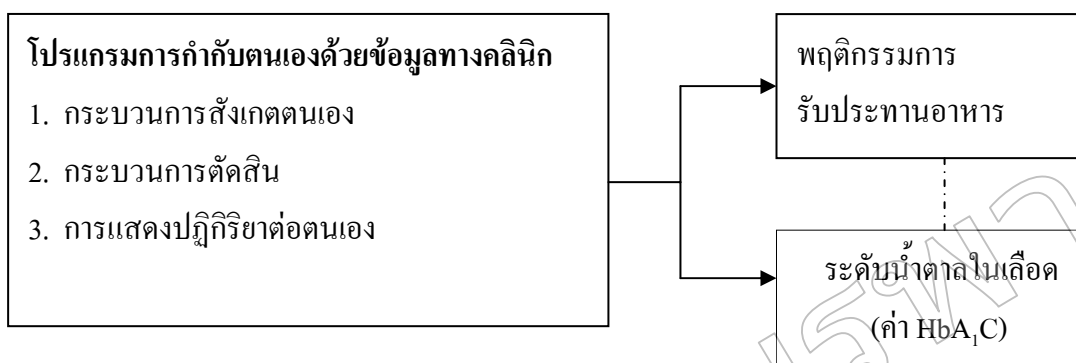 โปรแกรมการกำกับตนเองด้วยข้อมูลทางคลินิก
1. กระบวนการสังเกตตนเอง
2. กระบวนการตัดสิน
3. การแสดงปฏิกิริยาต่อตนเอง
พฤติกรรมการ
รับประทานอาหาร
ระดับน้ำตาลในเลือด
(ค่า HbA₁C)